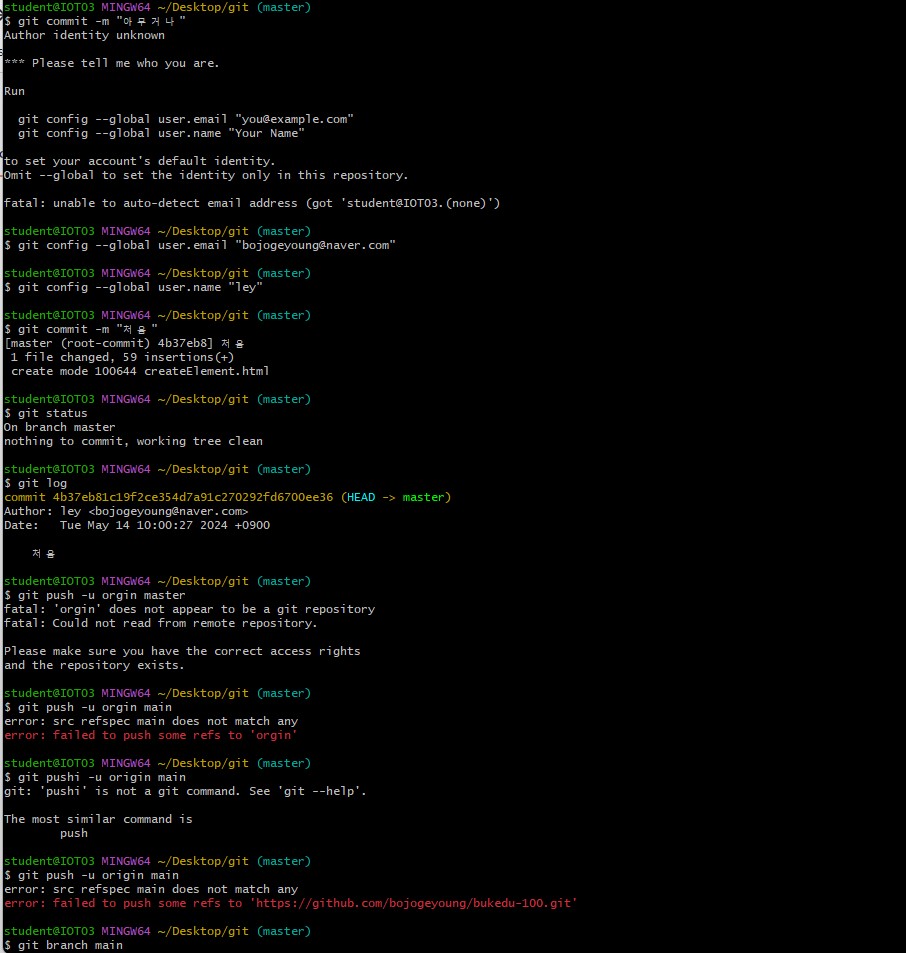 student@IOT03 MINGW64 ~/Desktop/git (master)
$ git commit -m "아무거나"
Author identity unknown
*** Please tell me who you are.
Run
git config --global user.email "you@example.com"
git config --global user.name "Your Name"
to set your account's default identity.
Omit --global to set the identity only in this repository.
fatal: unable to auto-detect email address (got 'student@IOT03.(none)')
student@IOT03 MINGW64 ~/Desktop/git (master)
$ git config --global user.email "bojogeyoung@naver.com"
student@IOT03 MINGW64 ~/Desktop/git (master)
$ git config --global user.name "ley"
student@IOT03 MINGW64 ~/Desktop/git (master)
$ git commit -m "처음"
[master (root-commit) 4b37eb8] 처음
1 file changed, 59 insertions(+)
create mode 100644 createElement.html
student@IOT03 MINGW64 ~/Desktop/git (master)
$ git status
On branch master
nothing to commit, working tree clean
student@IOT03 MINGW64 ~/Desktop/git (master)
$ git log
commit 4b37eb81c19f2ce354d7a91c270292fd6700ee36 (HEAD -> master)
Author: ley <bojogeyoung@naver.com>
Date:   Tue May 14 10:00:27 2024 +0900
처음
student@IOT03 MINGW64 ~/Desktop/git (master)
$ git push -u orgin master
fatal: 'orgin' does not appear to be a git repository
fatal: Could not read from remote repository.
Please make sure you have the correct access rights
and the repository exists.
student@IOT03 MINGW64 ~/Desktop/git (master)
$ git push -u orgin main
error: src refspec main does not match any
error: failed to push some refs to 'orgin'
student@IOT03 MINGW64 ~/Desktop/git (master)
$ git pushi -u origin main
git: 'pushi' is not a git command. See 'git --help'.
The most similar command is
push
student@IOT03 MINGW64 ~/Desktop/git (master)
$ git push -u origin main
error: src refspec main does not match any
error: failed to push some refs to 'https://github.com/bojogeyoung/bukedu-100.git'
student@IOT03 MINGW64 ~/Desktop/git (master)
$ git branch main